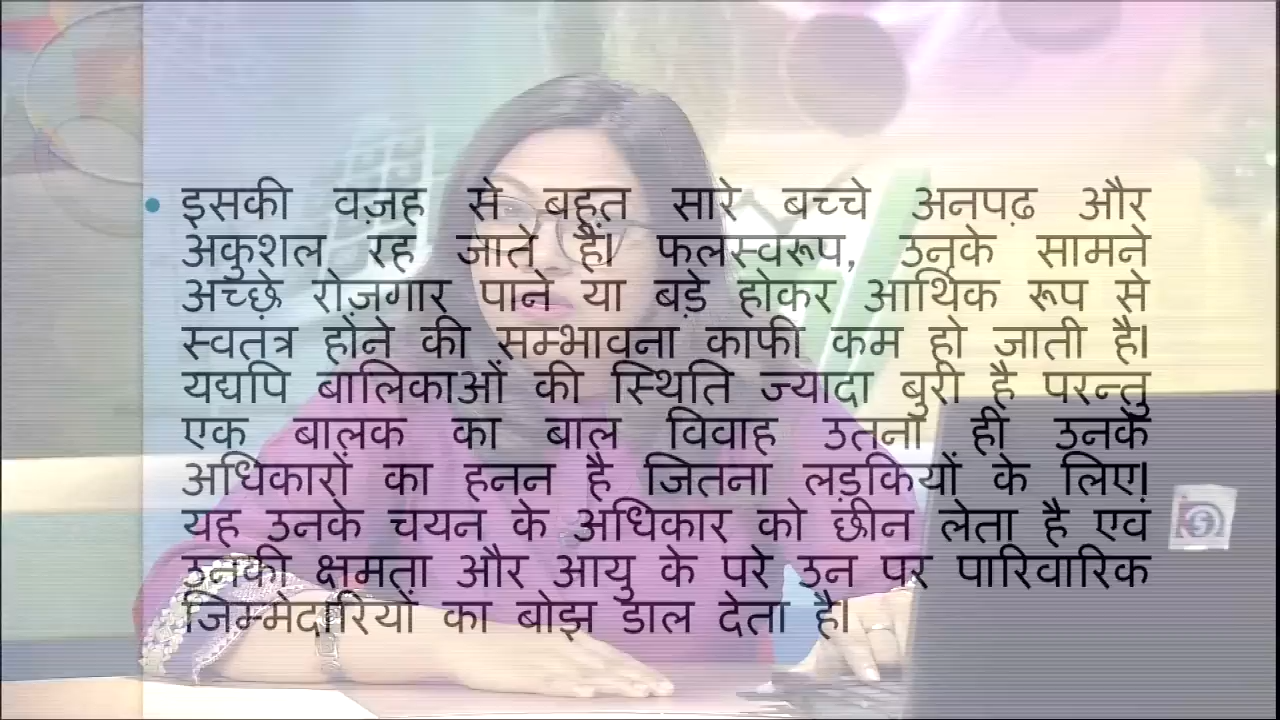 • इसकी वज़ह से बहुत सारे बच्चे अनपढ़ और
अकुशल रह जाते हैं। फलस्वरूप, उनके सामने
अच्छे रोज़गार पाने या बड़े होकर आर्थिक रूप से
स्वतंत्र होने की सम्भावना काफी कम हो जाती है।
यद्यपि बालिकाओं की स्थिति ज्यादा बुरी है परन्तु
एक बालक का बाल विवाह उतना ही उनके
अधिकारों का हनन है जितना लड़कियों के लिए।
यह उनके चयन के अधिकार को छीन लेता है एवं
उनकी क्षमता और आयु के परे उन पर पारिवारिक
जिम्मेदारियों का बोझ डाल देता है।